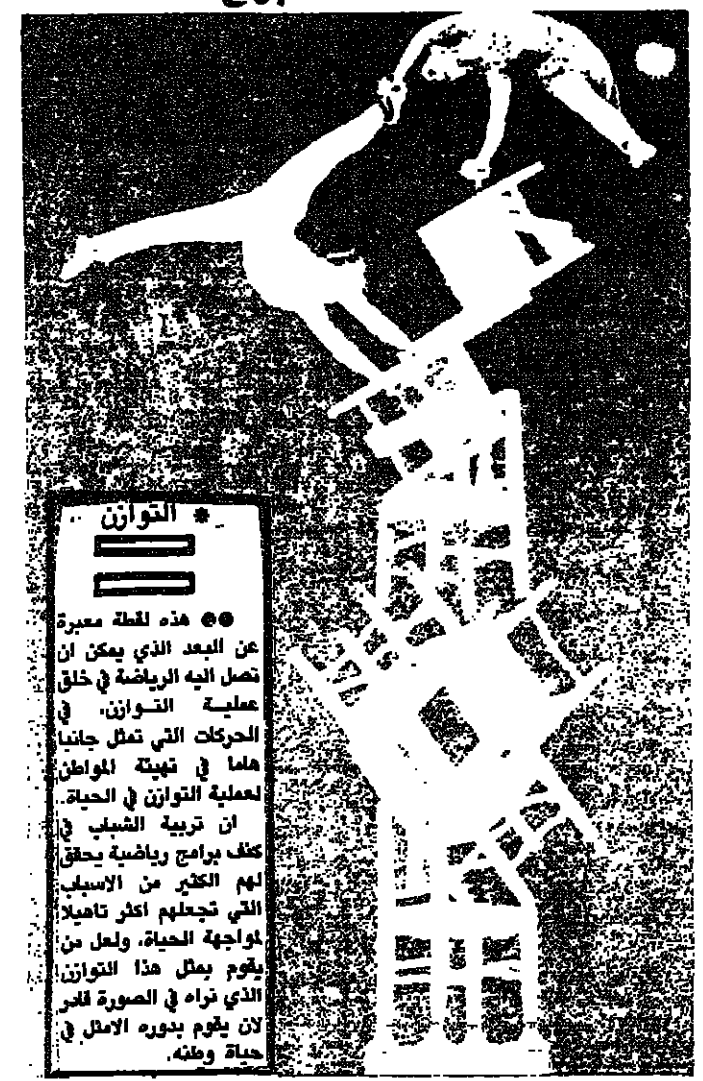 * التوازن
●● هذه لقطة معبرة
عن البعد الذي يمكن ان
تصل اليه الرياضة في خلق
عملية التوازن، في
الحركات التي تمثل جانبا
هاما في تهيئة المواطن
لعملية التوازن في الحياة.
ان تربية الشباب في
كنف برامج رياضية يحقق
لهم الكثير من الاسباب
التي تجعلهم اكثر تاهيلا
لمواجهة الحياة، ولعل من
يقوم بمثل هذا التوازن
الذي نراه في الصورة قادر
لان يقوم بدوره الامثل في
حياة وطنه.